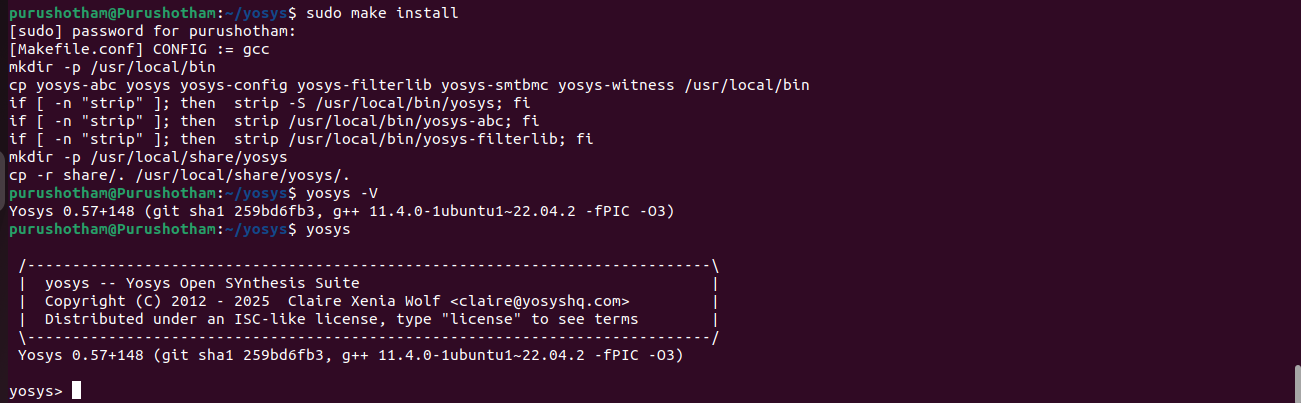 purushotham@Purushotham:~/yosys$ sudo make install
[sudo] password for purushotham:
[Makefile.conf] CONFIG := gcc
mkdir -p /usr/local/bin
cp yosys-abc yosys yosys-config yosys-filterlib yosys-smtbmc yosys-witness /usr/local/bin
if [ -n "strip" ]; then  strip -S /usr/local/bin/yosys; fi
if [ -n "strip" ]; then  strip /usr/local/bin/yosys-abc; fi
if [ -n "strip" ]; then  strip /usr/local/bin/yosys-filterlib; fi
mkdir -p /usr/local/share/yosys
cp -r share/. /usr/local/share/yosys/.
purushotham@Purushotham:~/yosys$ yosys -V
Yosys 0.57+148 (git sha1 259bd6fb3, g++ 11.4.0-1ubuntu1~22.04.2 -fPIC -O3)
purushotham@Purushotham:~/yosys$ yosys
/----------------------------------------------------------------------------\
|  yosys -- Yosys Open SYnthesis Suite                                       |
|  Copyright (C) 2012 - 2025  Claire Xenia Wolf <claire@yosyshq.com>         |
|  Distributed under an ISC-like license, type "license" to see terms        |
\----------------------------------------------------------------------------/
Yosys 0.57+148 (git sha1 259bd6fb3, g++ 11.4.0-1ubuntu1~22.04.2 -fPIC -O3)
yosys>